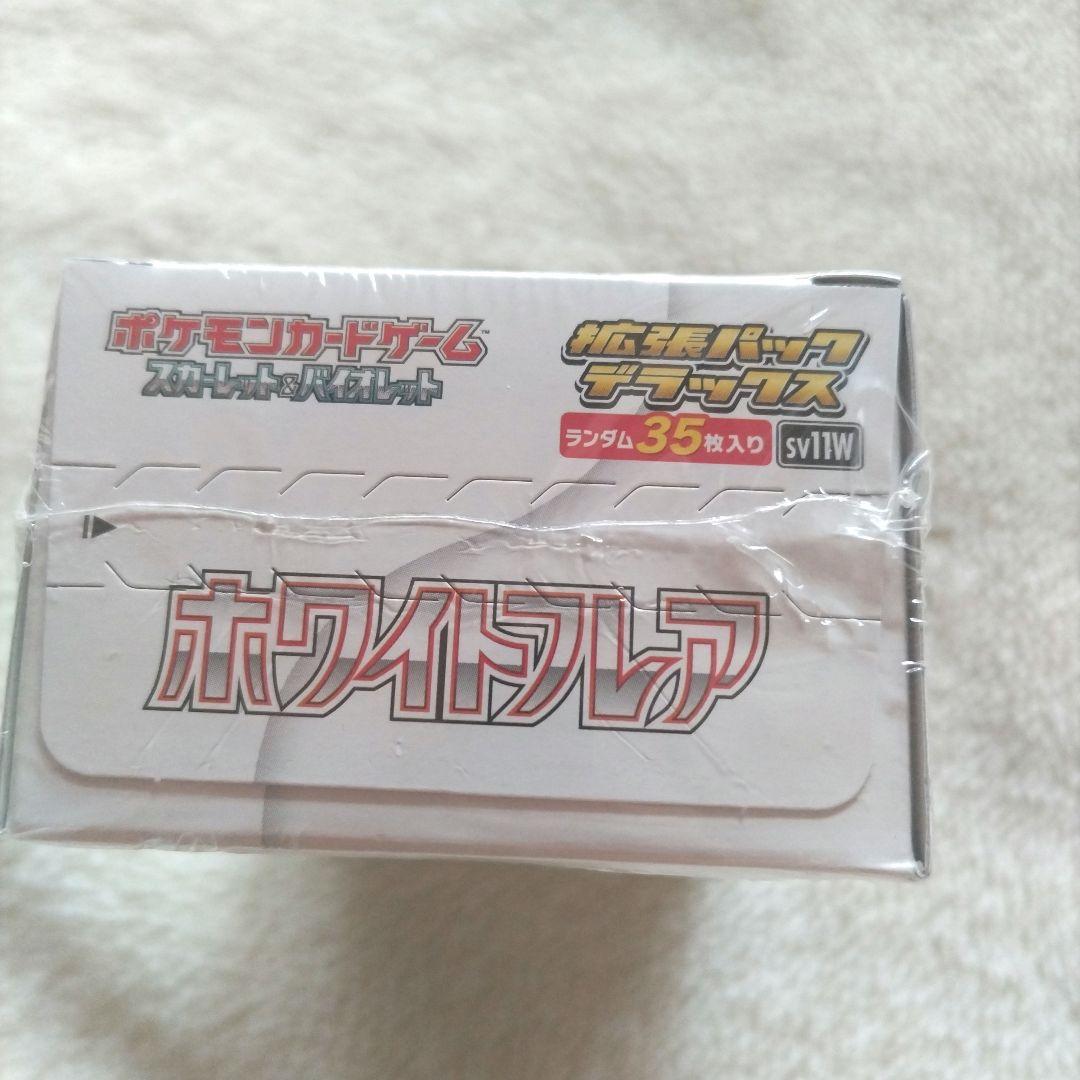 ポケモンカードゲーム™
スカーレット&バイオレット
拡張パック
デラックス
ランダム35枚入り
sv11W
ホワイトフレア